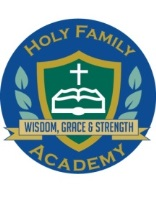 HOLY FAMILY
WISDOM, GRACE & STRENGTH
ACADEMY